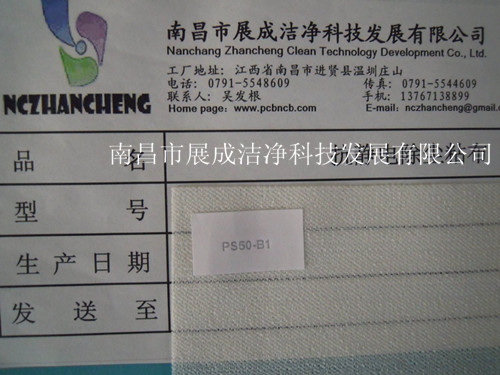 南昌市展成洁净科技发展有限公司
Nanchang Zhancheng Clean Technology Development Co., Ltd.
工厂地址: 江西省南昌市进贤县温圳庄山
电话: 0791-5548609 传真: 0791-5544609
联系人: 吴发根 手机: 13767138899
Home page: www.pcbncb.com E-mail: nczhancheng@gmail
NCZHANCHENG
品 名
南昌市展成洁净科技发展有限公司
型 号
PS50-B1
生产日期
发送至